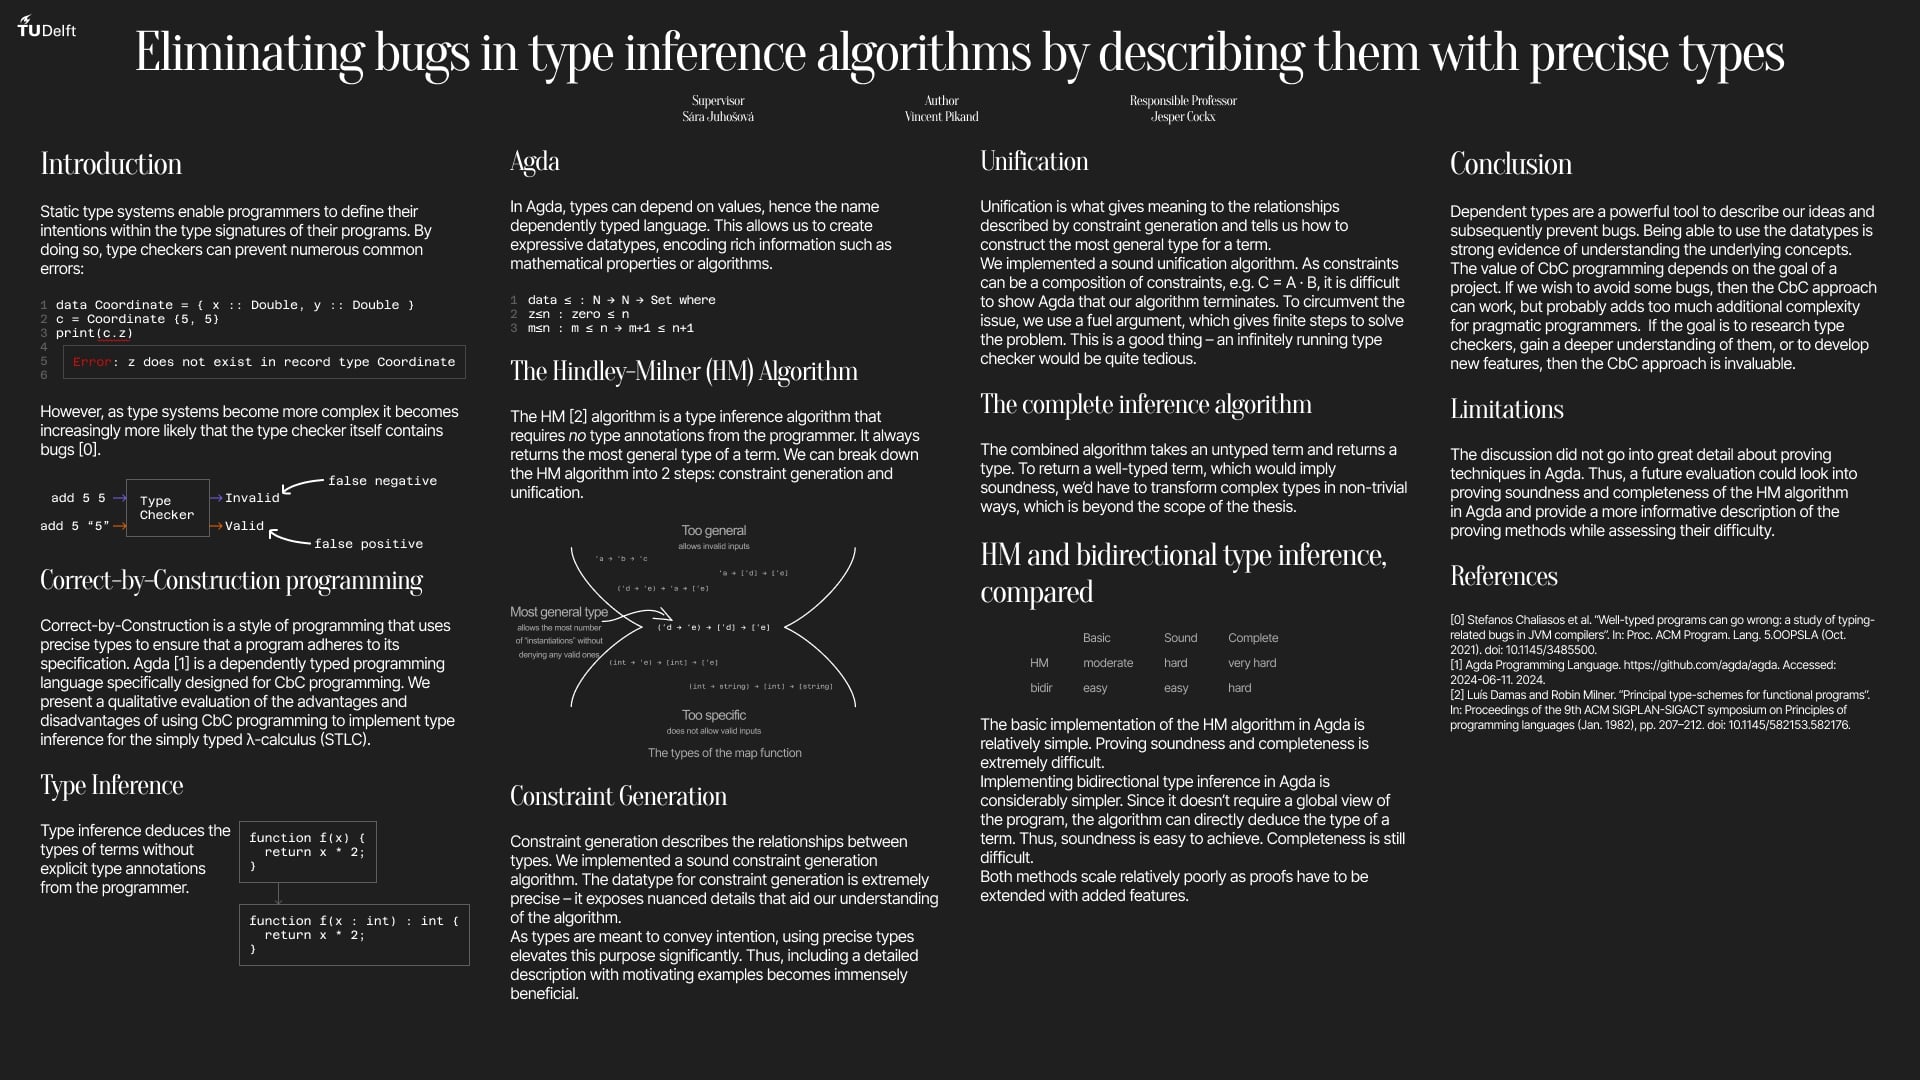 TUDelft
Eliminating bugs in type inference algorithms by describing them with precise types
Supervisor
Sára Juhošová
Author
Vincent Pikand
Responsible Professor
Jesper Cockx
Introduction
Static type systems enable programmers to define their
intentions within the type signatures of their programs. By
doing so, type checkers can prevent numerous common
errors:
1 data Coordinate = { x :: Double, y :: Double }
2 c = Coordinate {5, 5}
3 print(c.z)
4
5 Error: z does not exist in record type Coordinate
6
However, as type systems become more complex it becomes
increasingly more likely that the type checker itself contains
bugs [0].
add 5 5
add 5 “5”
Type
Checker
Invalid
Valid
false negative
false positive
Correct-by-Construction programming
Correct-by-Construction is a style of programming that uses
precise types to ensure that a program adheres to its
specification. Agda [1] is a dependently typed programming
language specifically designed for CbC programming. We
present a qualitative evaluation of the advantages and
disadvantages of using CbC programming to implement type
inference for the simply typed λ-calculus (STLC).
Type Inference
Type inference deduces the
types of terms without
explicit type annotations
from the programmer.
function f(x) {
return x * 2;
}
function f(x : int) : int {
return x * 2;
}
Agda
In Agda, types can depend on values, hence the name
dependently typed language. This allows us to create
expressive datatypes, encoding rich information such as
mathematical properties or algorithms.
1 data ≤ : N → N → Set where
2 z≤n : zero ≤ n
3 m≤n : m ≤ n → m+1 ≤ n+1
The Hindley-Milner (HM) Algorithm
The HM [2] algorithm is a type inference algorithm that
requires no type annotations from the programmer. It always
returns the most general type of a term. We can break down
the HM algorithm into 2 steps: constraint generation and
unification.
Too general
allows invalid inputs
'a → 'b → 'c
'a → ['d] → ['e]
('d → 'e) → 'a → ['e]
Most general type
allows the most number
of “instantiations” without
denying any valid ones
('d → 'e) → ['d] → ['e]
(int → 'e) → [int] → ['e]
(int → string) → [int] → [string]
Too specific
does not allow valid inputs
The types of the map function
Constraint Generation
Constraint generation describes the relationships between
types. We implemented a sound constraint generation
algorithm. The datatype for constraint generation is extremely
precise – it exposes nuanced details that aid our understanding
of the algorithm.
As types are meant to convey intention, using precise types
elevates this purpose significantly. Thus, including a detailed
description with motivating examples becomes immensely
beneficial.
Unification
Unification is what gives meaning to the relationships
described by constraint generation and tells us how to
construct the most general type for a term.
We implemented a sound unification algorithm. As constraints
can be a composition of constraints, e.g. C = A · B, it is difficult
to show Agda that our algorithm terminates. To circumvent the
issue, we use a fuel argument, which gives finite steps to solve
the problem. This is a good thing – an infinitely running type
checker would be quite tedious.
The complete inference algorithm
The combined algorithm takes an untyped term and returns a
type. To return a well-typed term, which would imply
soundness, we’d have to transform complex types in non-trivial
ways, which is beyond the scope of the thesis.
HM and bidirectional type inference,
compared
Basic Sound Complete
HM moderate hard very hard
bidir easy easy hard
The basic implementation of the HM algorithm in Agda is
relatively simple. Proving soundness and completeness is
extremely difficult.
Implementing bidirectional type inference in Agda is
considerably simpler. Since it doesn’t require a global view of
the program, the algorithm can directly deduce the type of a
term. Thus, soundness is easy to achieve. Completeness is still
difficult.
Both methods scale relatively poorly as proofs have to be
extended with added features.
Conclusion
Dependent types are a powerful tool to describe our ideas and
subsequently prevent bugs. Being able to use the datatypes is
strong evidence of understanding the underlying concepts.
The value of CbC programming depends on the goal of a
project. If we wish to avoid some bugs, then the CbC approach
can work, but probably adds too much additional complexity
for pragmatic programmers. If the goal is to research type
checkers, gain a deeper understanding of them, or to develop
new features, then the CbC approach is invaluable.
Limitations
The discussion did not go into great detail about proving
techniques in Agda. Thus, a future evaluation could look into
proving soundness and completeness of the HM algorithm
in Agda and provide a more informative description of the
proving methods while assessing their difficulty.
References
[0] Stefanos Chaliasos et al. “Well-typed programs can go wrong: a study of typing-
related bugs in JVM compilers”. In: Proc. ACM Program. Lang. 5.OOPSLA (Oct.
2021). doi: 10.1145/3485500.
[1] Agda Programming Language. https://github.com/agda/agda. Accessed:
2024-06-11. 2024.
[2] Luís Damas and Robin Milner. “Principal type-schemes for functional programs”.
In: Proceedings of the 9th ACM SIGPLAN-SIGACT symposium on Principles of
programming languages (Jan. 1982), pp. 207–212. doi: 10.1145/582153.582176.